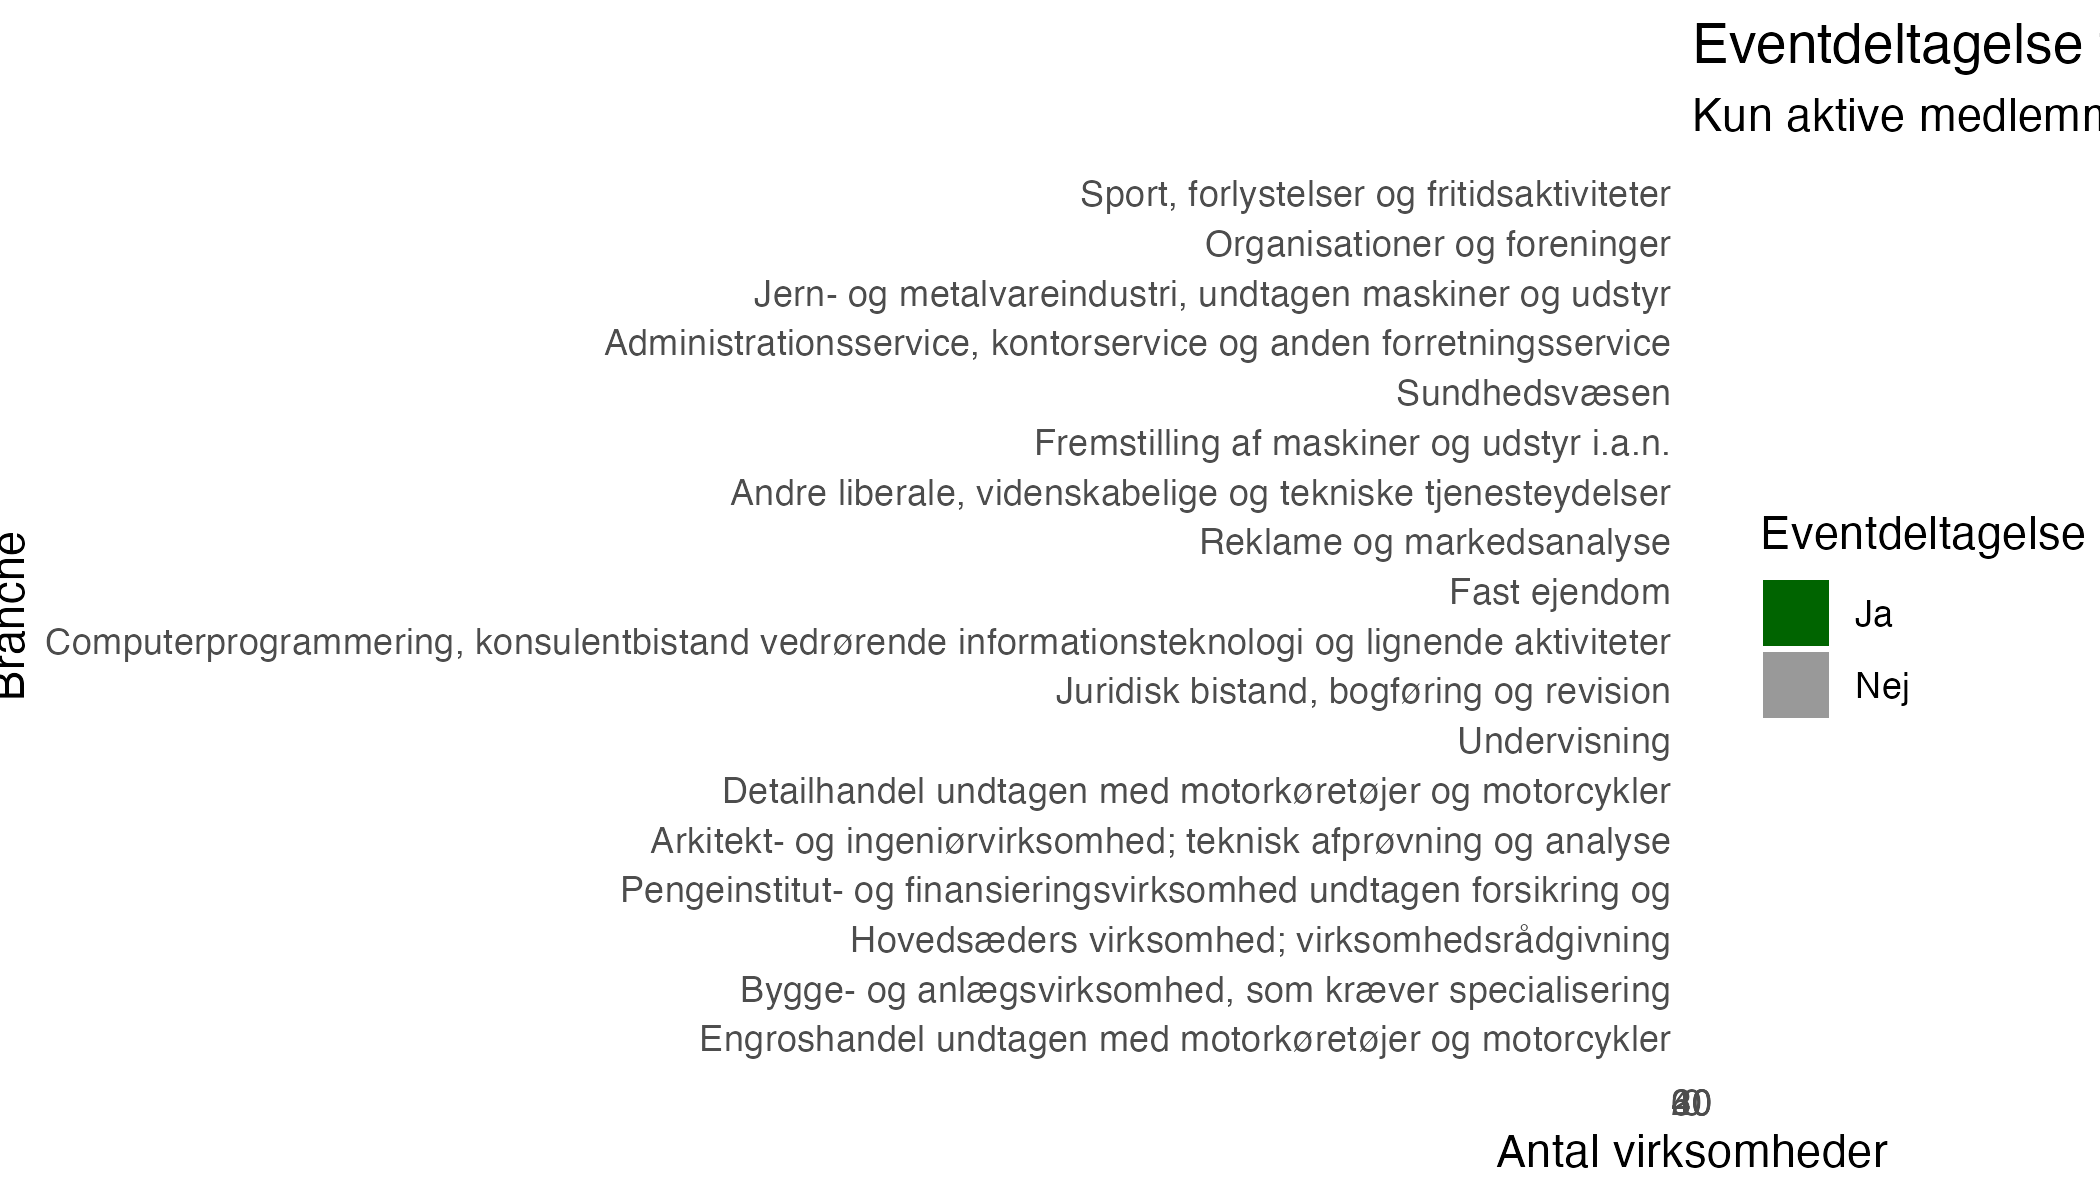 Eventdeltagelse
Kun aktive
Sport, forlystelser og fritidsaktiviteter
Organisationer og foreninger
Jern- og metalvareindustri, undtagen maskiner og udstyr
Administrationsservice, kontorservice og anden forretningsservice
Sundhedsvæsen
Fremstilling af maskiner og udstyr i.a.n.
Andre liberale, videnskabelige og tekniske tjenesteydelser
Reklame og markedsanalyse
Fast ejendom
Computerprogrammering, konsulentbistand vedrørende informationsteknologi og lignende aktiviteter
Juridisk bistand, bogføring og revision
Undervisning
Detailhandel undtagen med motorkøretøjer og motorcykler
Arkitekt- og ingeniørvirksomhed; teknisk afprøvning og analyse
Pengeinstitut- og finansieringsvirksomhed undtagen forsikring og
Hovedsæders virksomhed; virksomhedsrådgivning
Bygge- og anlægsvirksomhed, som kræver specialisering
Engroshandel undtagen med motorkøretøjer og motorcykler
Branche
Antal virksomheder
Eventdeltagelse
Ja
Nej